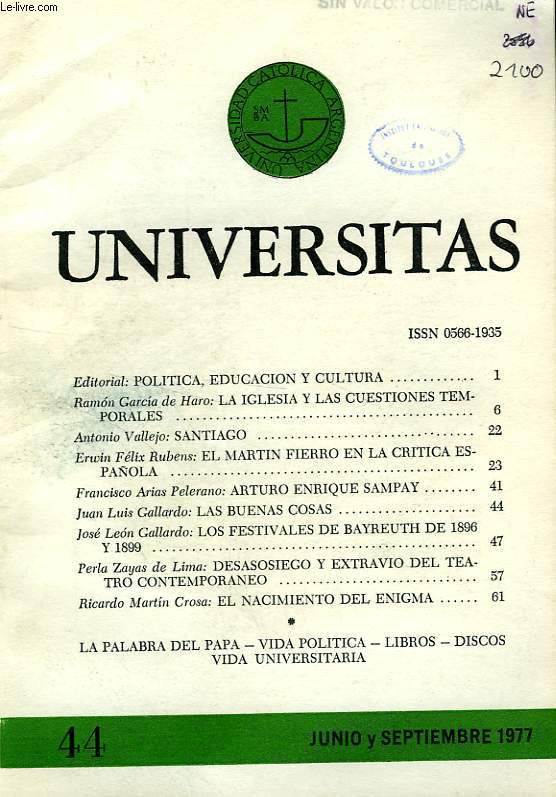 Le-livre.com
SIN VALOR COMERCIAL
NE
2100
UNIVERSIDAD CATOLICA ARGENTINA
SM
BA
de
TOULOUSE
UNIVERSITAS
ISSN 0566-1935
Editorial: POLITICA, EDUCACION Y CULTURA ............ 1
Ramón García de Haro: LA IGLESIA Y LAS CUESTIONES TEM-
PORALES ............ 6
Antonio Vallejo: SANTIAGO ............ 22
Erwin Félix Rubens: EL MARTIN FIERRO EN LA CRITICA ES-
PAÑOLA ............ 23
Francisco Arias Pelerano: ARTURO ENRIQUE SAMPAY ........ 41
Juan Luis Gallardo: LAS BUENAS COSAS ............ 44
José León Gallardo: LOS FESTIVALES DE BAYREUTH DE 1896
Y 1899 ............ 47
Perla Zayas de Lima: DESASOSIEGO Y EXTRAVIO DEL TEA-
TRO CONTEMPORANEO ............ 57
Ricardo Martín Crosa: EL NACIMIENTO DEL ENIGMA ...... 61
*
LA PALABRA DEL PAPA – VIDA POLITICA – LIBROS – DISCOS
VIDA UNIVERSITARIA
44
JUNIO y SEPTIEMBRE 1977